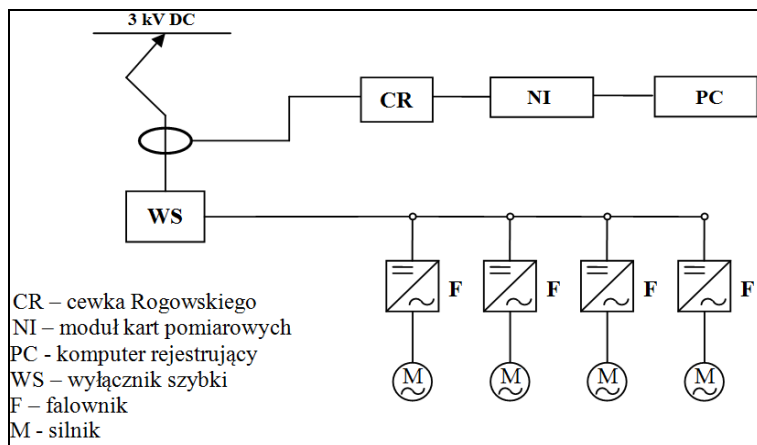 3 kV DC
CR
NI
PC
WS
F
F
F
F
M
M
M
M
CR – cewka Rogowskiego
NI – moduł kart pomiarowych
PC - komputer rejestrujący
WS – wyłącznik szybki
F – falownik
M - silnik